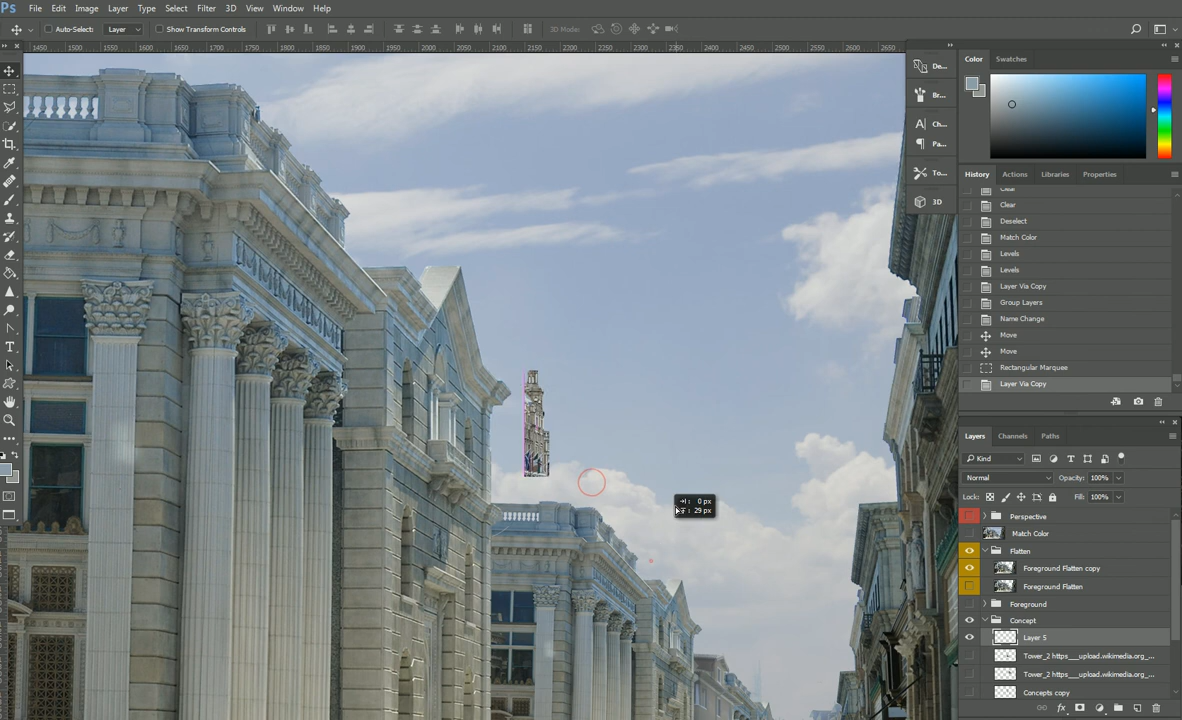 Ps File Edit Image Layer Type Select Filter 3D View Window Help
Auto-Select: Layer Show Transform Controls 3D Mode:
1450 1500 1550 1600 1650 1700 1750 1800 1850 1900 1950 2000 2050 2100 2150 2200 2250 2300 2350 2400 2450 2500 2550 2600 2650
De...
Br...
Ch...
Pa...
To...
3D
Color Swatches
History Actions Libraries Properties
Clear
Clear
Deselect
Match Color
Levels
Levels
Layer Via Copy
Group Layers
Name Change
Move
Move
Rectangular Marquee
Layer Via Copy
0 px
29 px
Layers Channels Paths
Kind
Normal Opacity: 100%
Lock: Fill: 100%
Perspective
Match Color
Flatten
Foreground Flatten copy
Foreground Flatten
Foreground
Concept
Layer 5
Tower_2 https___upload.wikimedia.org_...
Tower_2 https___upload.wikimedia.org_...
Concepts copy